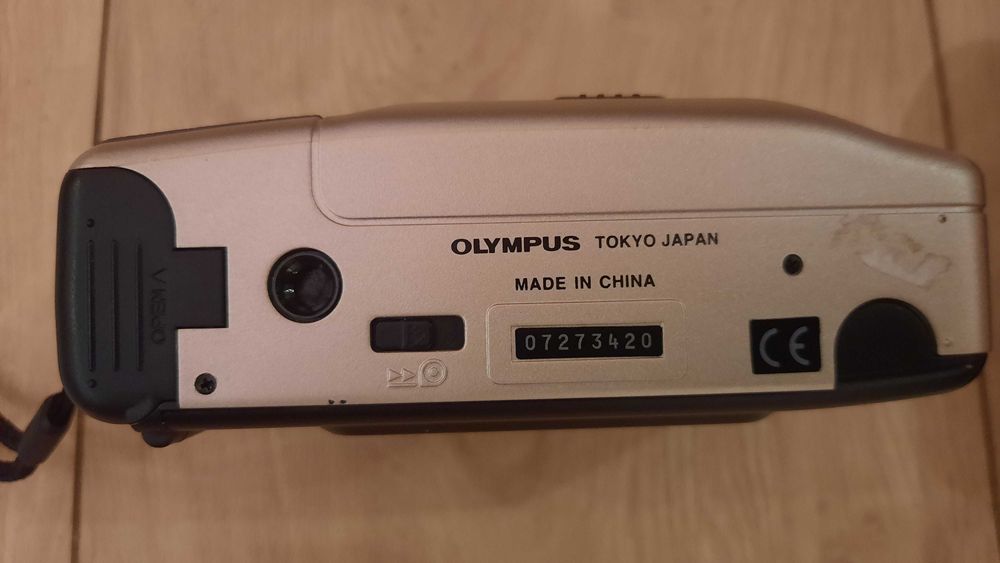 OLYMPUS TOKYO JAPAN
MADE IN CHINA
07273420
CE
OPEN